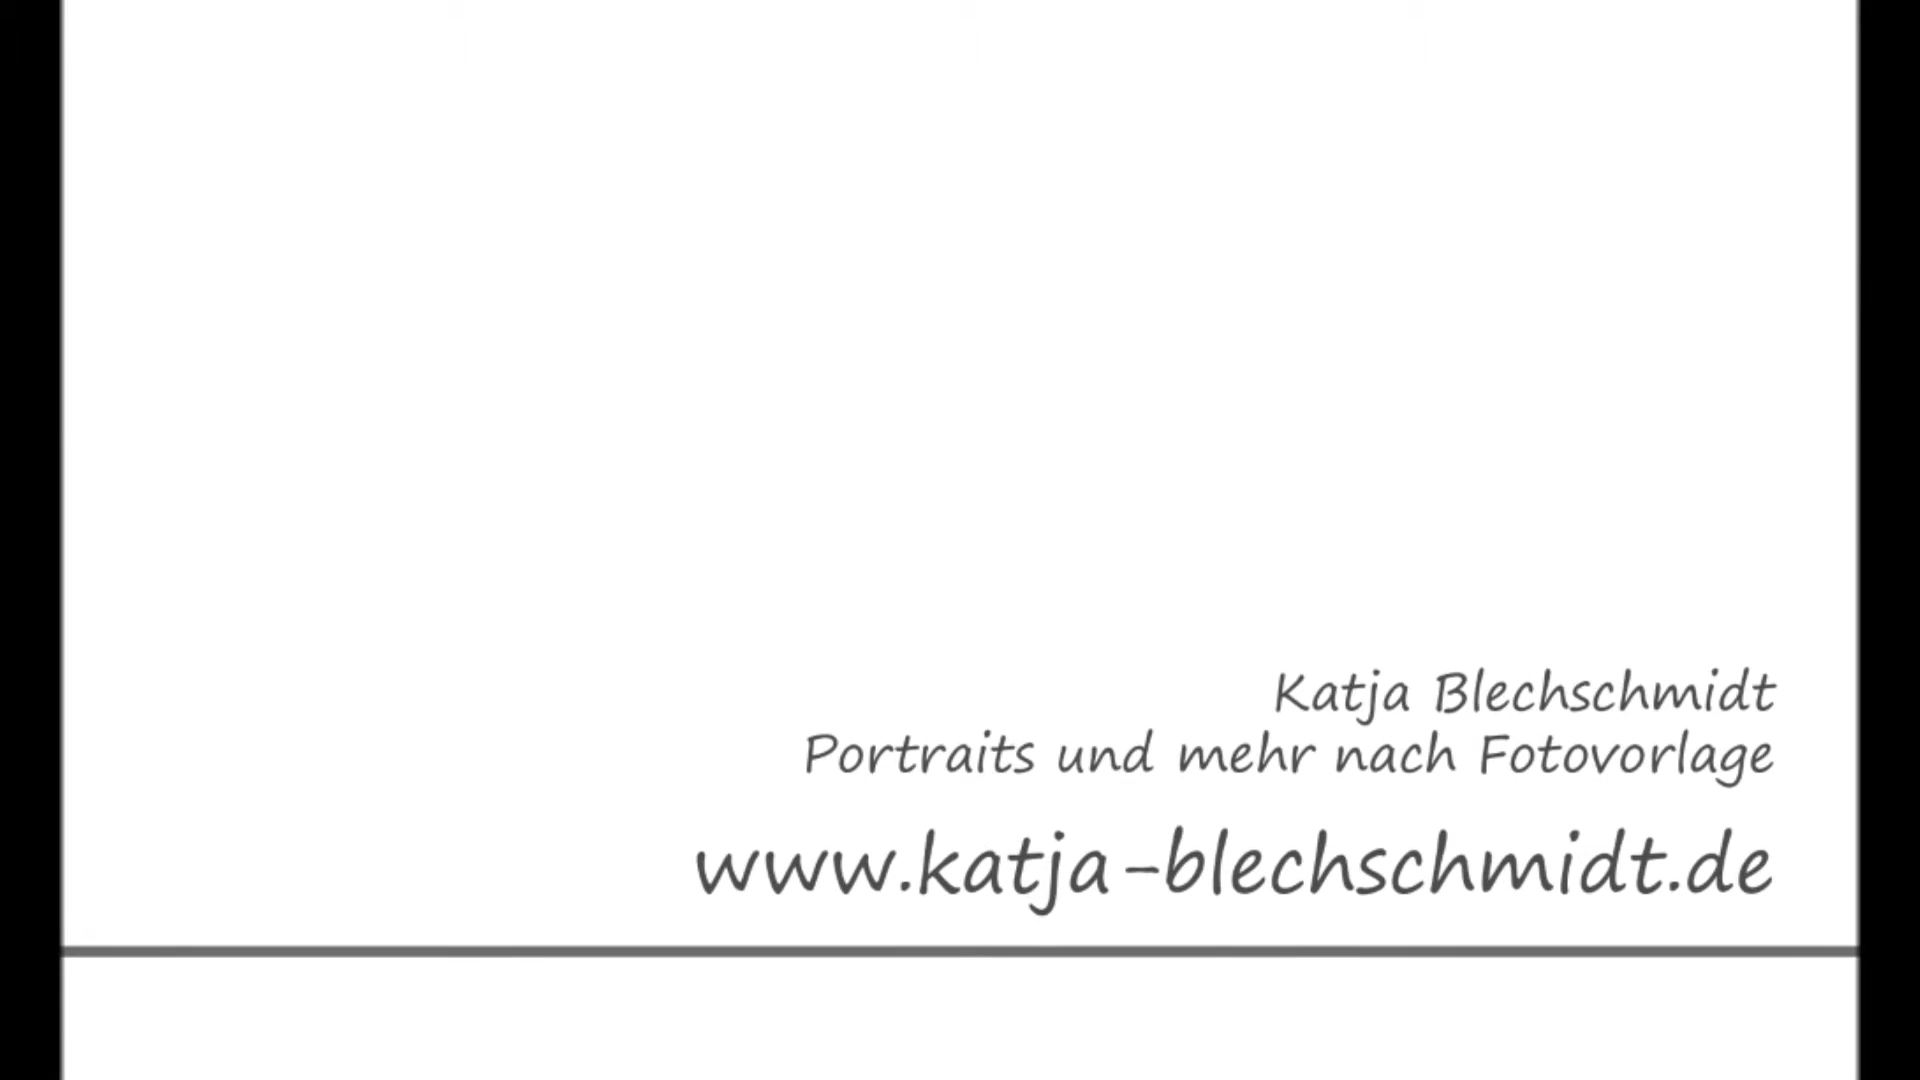 Katja Blechschmidt
Portraits und mehr nach Fotovorlage
www.katja-blechschmidt.de